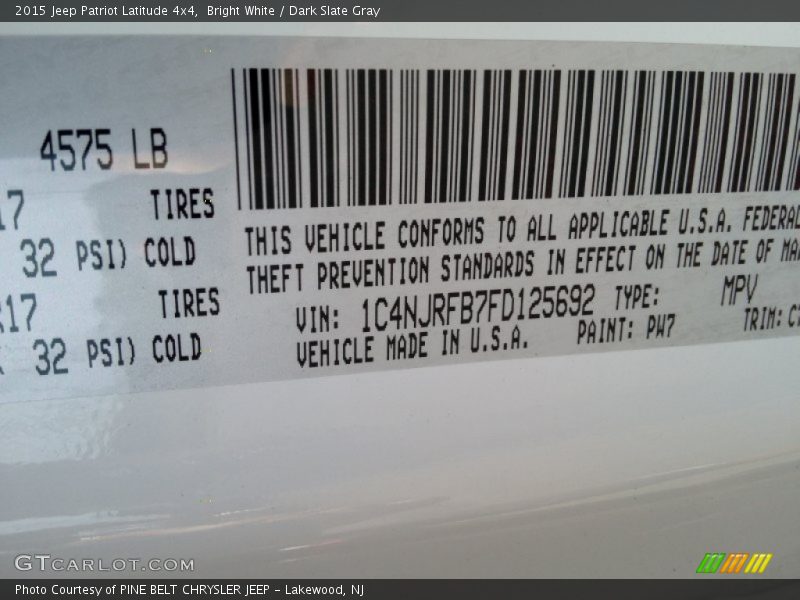 2015 Jeep Patriot Latitude 4x4, Bright White / Dark Slate Gray
4575 LB
17 TIRES
32 PSI) COLD
R17 TIRES
32 PSI) COLD
THIS VEHICLE CONFORMS TO ALL APPLICABLE U.S.A. FEDERAL
THEFT PREVENTION STANDARDS IN EFFECT ON THE DATE OF
VIN: 1C4NJRFB7FD125692 TYPE: MPV
VEHICLE MADE IN U.S.A. PAINT: PW7 TRIM:
GTCARLOT.COM
Photo Courtesy of PINE BELT CHRYSLER JEEP – Lakewood, NJ